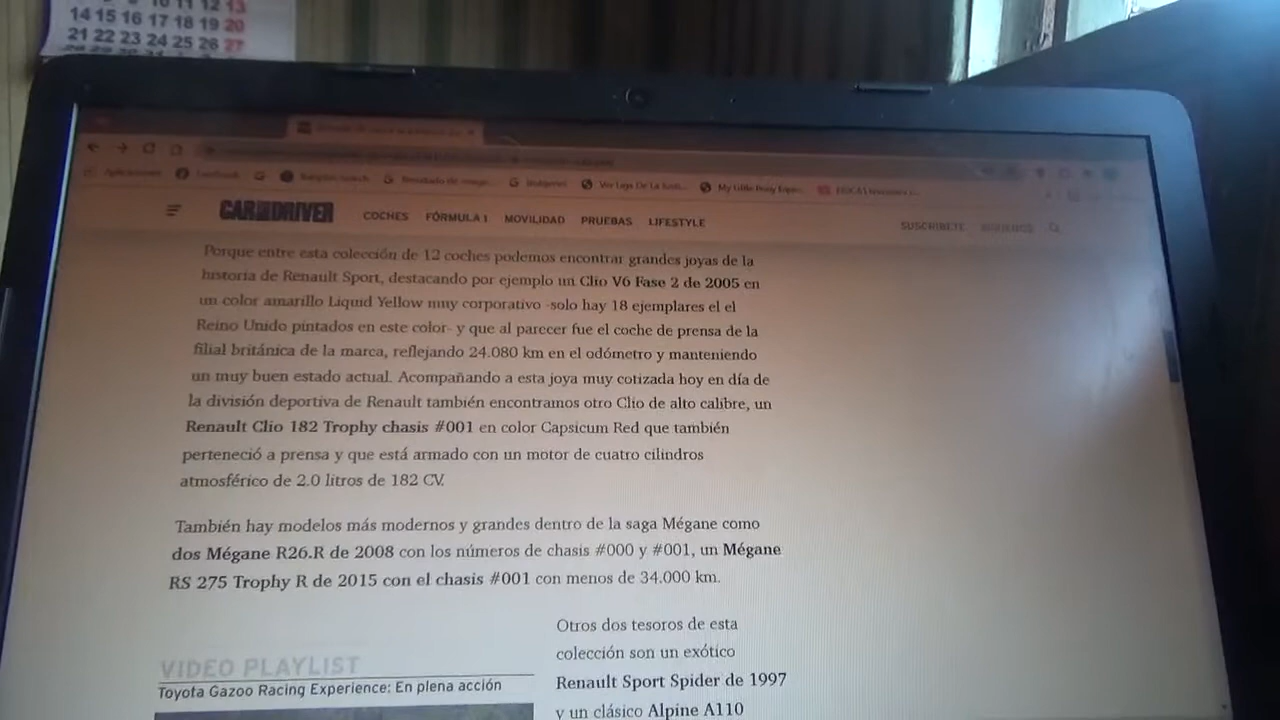 10 11 12 13
14 15 16 17 18 19 20
21 22 23 24 25 26 27
Aplicaciones Facebook
CAR AND DRIVER COCHES FÓRMULA 1 MOVILIDAD PRUEBAS LIFESTYLE SUSCRÍBETE SÍGUENOS
Porque entre esta colección de 12 coches podemos encontrar grandes joyas de la
historia de Renault Sport, destacando por ejemplo un Clio V6 Fase 2 de 2005 en
un color amarillo Liquid Yellow muy corporativo -solo hay 18 ejemplares el el
Reino Unido pintados en este color- y que al parecer fue el coche de prensa de la
filial británica de la marca, reflejando 24.080 km en el odómetro y manteniendo
un muy buen estado actual. Acompañando a esta joya muy cotizada hoy en día de
la división deportiva de Renault también encontramos otro Clio de alto calibre, un
Renault Clio 182 Trophy chasis #001 en color Capsicum Red que también
perteneció a prensa y que está armado con un motor de cuatro cilindros
atmosférico de 2.0 litros de 182 CV.
También hay modelos más modernos y grandes dentro de la saga Mégane como
dos Mégane R26.R de 2008 con los números de chasis #000 y #001, un Mégane
RS 275 Trophy R de 2015 con el chasis #001 con menos de 34.000 km.
VIDEO PLAYLIST
Toyota Gazoo Racing Experience: En plena acción
Otros dos tesoros de esta
colección son un exótico
Renault Sport Spider de 1997
y un clásico Alpine A110